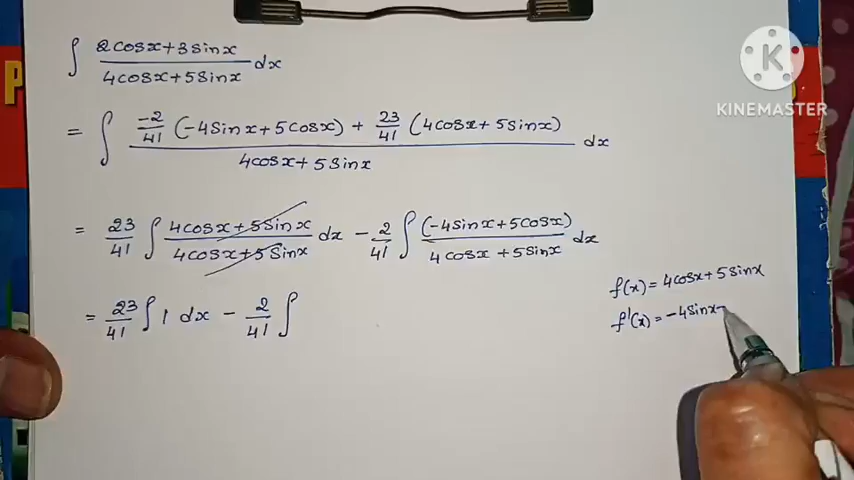 ∫ (2cosx+3sinx)/(4cosx+5sinx) dx
= ∫ (-2/41 (-4sinx+5cosx) + 23/41 (4cosx+5sinx))/(4cosx+5sinx) dx
= 23/41 ∫ (4cosx+5sinx)/(4cosx+5sinx) dx - 2/41 ∫ (-4sinx+5cosx)/(4cosx+5sinx) dx
= 23/41 ∫ 1 dx - 2/41 ∫
f(x) = 4cosx+5sinx
f'(x) = -4sinx
K
KINEMASTER